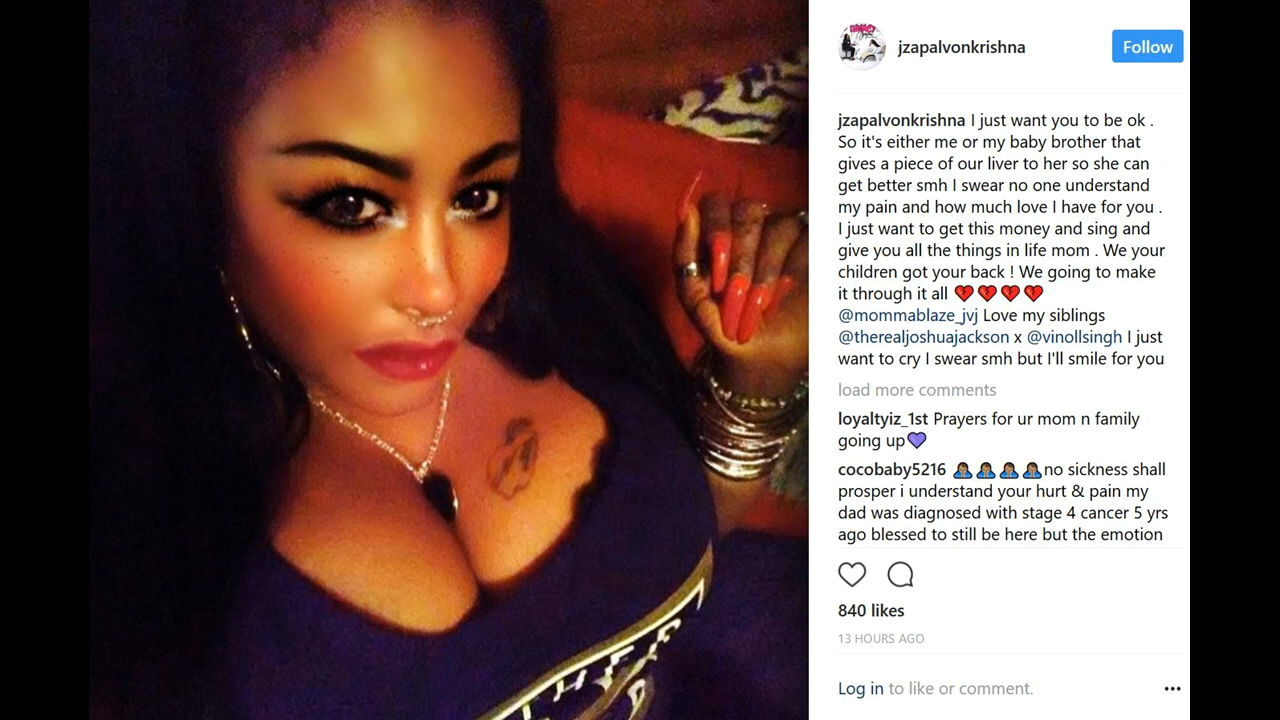 jzapalvonkrishna
Follow
jzapalvonkrishna I just want you to be ok .
So it's either me or my baby brother that
gives a piece of our liver to her so she can
get better smh I swear no one understand
my pain and how much love I have for you .
I just want to get this money and sing and
give you all the things in life mom . We your
children got your back ! We going to make
it through it all 💔💔💔💔
@mommablaze_jvj Love my siblings
@therealjoshuajackson x @vinollsingh I just
want to cry I swear smh but I'll smile for you
load more comments
loyaltyiz_1st Prayers for ur mom n family
going up💜
cocobaby5216 🙏🏾🙏🏾🙏🏾🙏🏾no sickness shall
prosper i understand your hurt & pain my
dad was diagnosed with stage 4 cancer 5 yrs
ago blessed to still be here but the emotion
840 likes
13 HOURS AGO
Log in to like or comment.